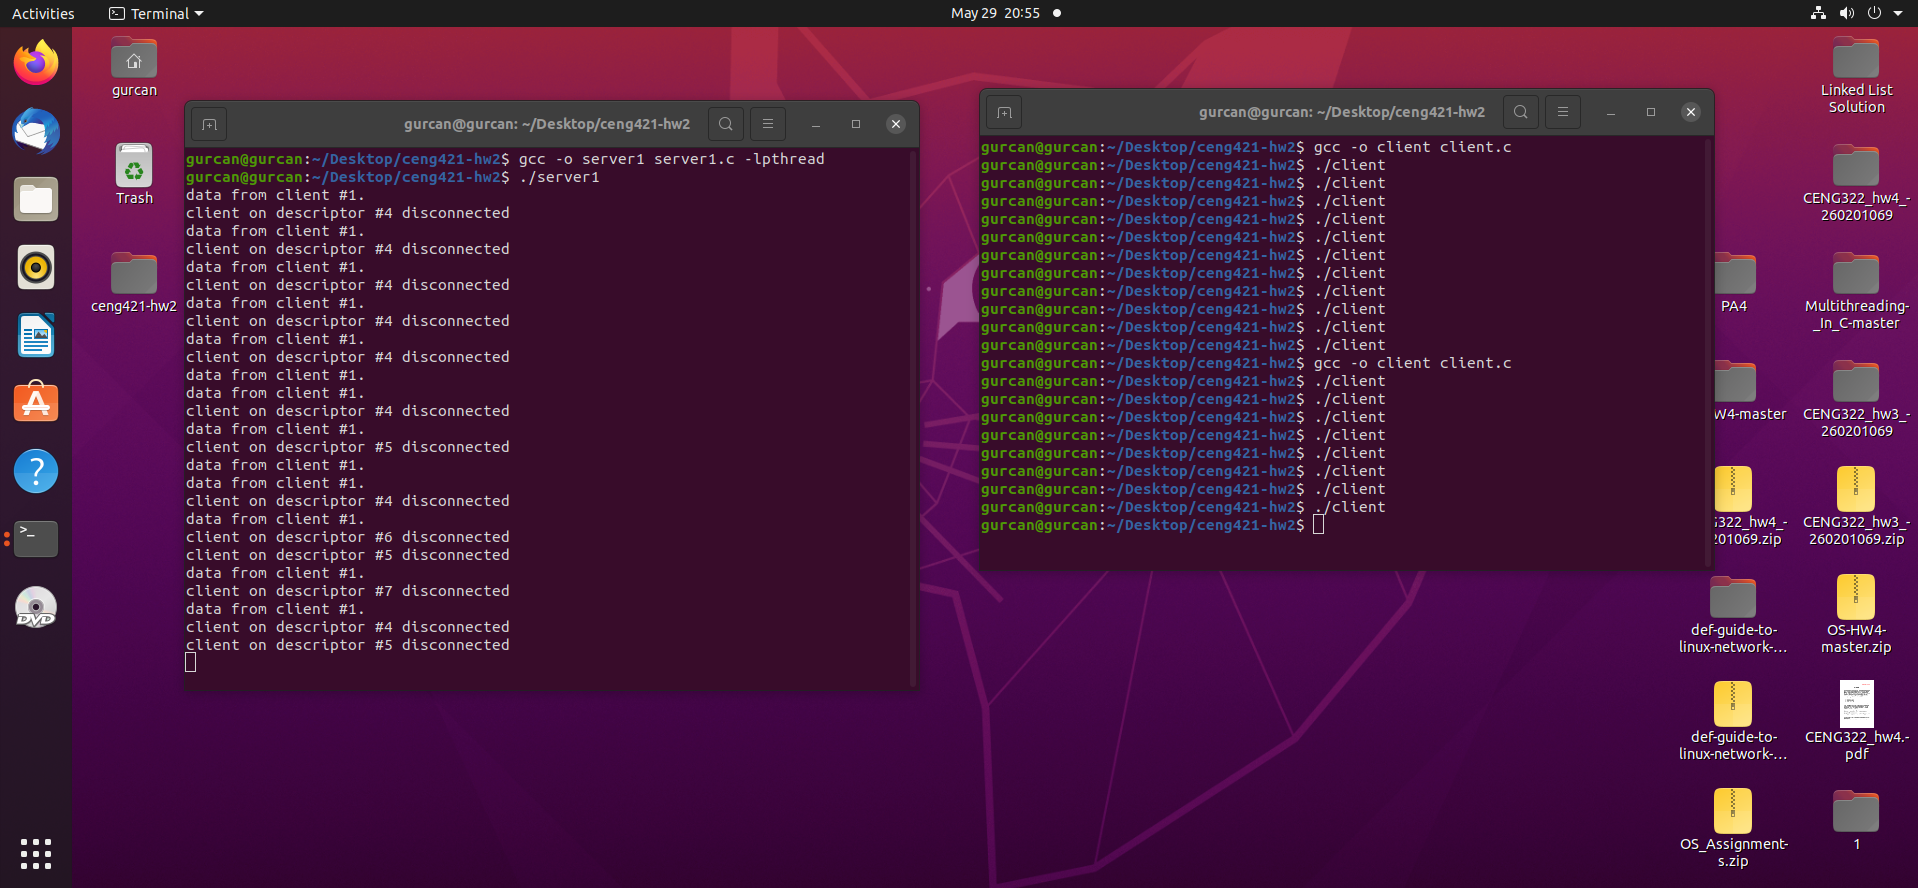 Activities
Terminal
May 29 20:55
gurcan
Trash
ceng421-hw2
gurcan@gurcan: ~/Desktop/ceng421-hw2
gurcan@gurcan:~/Desktop/ceng421-hw2$ gcc -o server1 server1.c -lpthread
gurcan@gurcan:~/Desktop/ceng421-hw2$ ./server1
data from client #1.
client on descriptor #4 disconnected
data from client #1.
client on descriptor #4 disconnected
data from client #1.
client on descriptor #4 disconnected
data from client #1.
client on descriptor #4 disconnected
data from client #1.
client on descriptor #4 disconnected
data from client #1.
data from client #1.
client on descriptor #4 disconnected
data from client #1.
client on descriptor #5 disconnected
data from client #1.
data from client #1.
client on descriptor #4 disconnected
data from client #1.
client on descriptor #6 disconnected
client on descriptor #5 disconnected
data from client #1.
client on descriptor #7 disconnected
data from client #1.
client on descriptor #4 disconnected
client on descriptor #5 disconnected
gurcan@gurcan: ~/Desktop/ceng421-hw2
gurcan@gurcan:~/Desktop/ceng421-hw2$ gcc -o client client.c
gurcan@gurcan:~/Desktop/ceng421-hw2$ ./client
gurcan@gurcan:~/Desktop/ceng421-hw2$ ./client
gurcan@gurcan:~/Desktop/ceng421-hw2$ ./client
gurcan@gurcan:~/Desktop/ceng421-hw2$ ./client
gurcan@gurcan:~/Desktop/ceng421-hw2$ ./client
gurcan@gurcan:~/Desktop/ceng421-hw2$ ./client
gurcan@gurcan:~/Desktop/ceng421-hw2$ ./client
gurcan@gurcan:~/Desktop/ceng421-hw2$ ./client
gurcan@gurcan:~/Desktop/ceng421-hw2$ ./client
gurcan@gurcan:~/Desktop/ceng421-hw2$ ./client
gurcan@gurcan:~/Desktop/ceng421-hw2$ ./client
gurcan@gurcan:~/Desktop/ceng421-hw2$ gcc -o client client.c
gurcan@gurcan:~/Desktop/ceng421-hw2$ ./client
gurcan@gurcan:~/Desktop/ceng421-hw2$ ./client
gurcan@gurcan:~/Desktop/ceng421-hw2$ ./client
gurcan@gurcan:~/Desktop/ceng421-hw2$ ./client
gurcan@gurcan:~/Desktop/ceng421-hw2$ ./client
gurcan@gurcan:~/Desktop/ceng421-hw2$ ./client
gurcan@gurcan:~/Desktop/ceng421-hw2$ ./client
gurcan@gurcan:~/Desktop/ceng421-hw2$ ./client
gurcan@gurcan:~/Desktop/ceng421-hw2$
PA4
W4-master
322_hw4_-
201069.zip
def-guide-to-
linux-network-...
def-guide-to-
linux-network-...
OS_Assignment-
s.zip
Linked List
Solution
CENG322_hw4_-
260201069
Multithreading-
_In_C-master
CENG322_hw3_-
260201069
CENG322_hw3_-
260201069.zip
OS-HW4-
master.zip
CENG322_hw4.-
pdf
1
>_
?
DVD